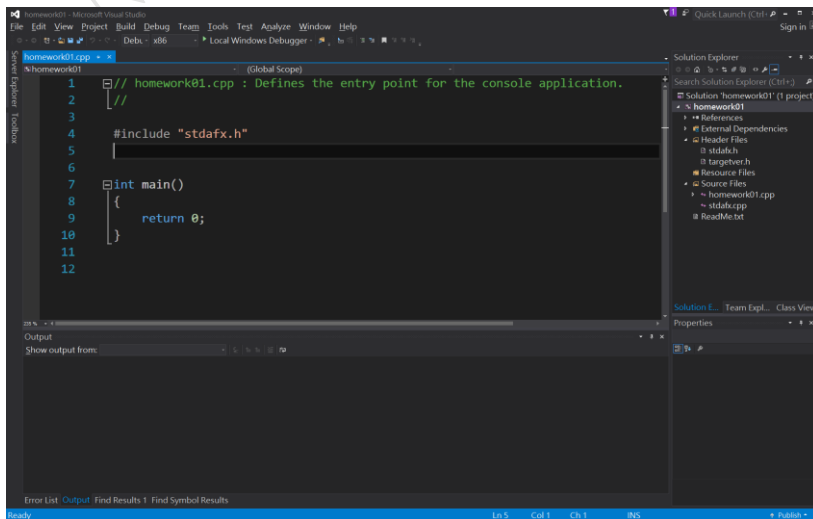 homework01 - Microsoft Visual Studio
1 Quick Launch (Ctrl+
File Edit View Project Build Debug Team Tools Test Analyze Window Help
Sign in
x86 Local Windows Debugger
Server Explorer Toolbox
homework01.cpp
homework01
(Global Scope)
1 // homework01.cpp : Defines the entry point for the console application.
2 //
3
4 #include "stdafx.h"
5
6
7 int main()
8 {
9 return 0;
10 }
11
12
Output
Show output from:
Error List Output Find Results 1 Find Symbol Results
Solution Explorer
Search Solution Explorer (Ctrl+;)
Solution 'homework01' (1 project
homework01
References
External Dependencies
Header Files
stdafx.h
targetver.h
Resource Files
Source Files
homework01.cpp
stdafx.cpp
ReadMe.txt
Solution E... Team Expl... Class View
Properties
Ready Ln 5 Col 1 Ch 1 INS Publish